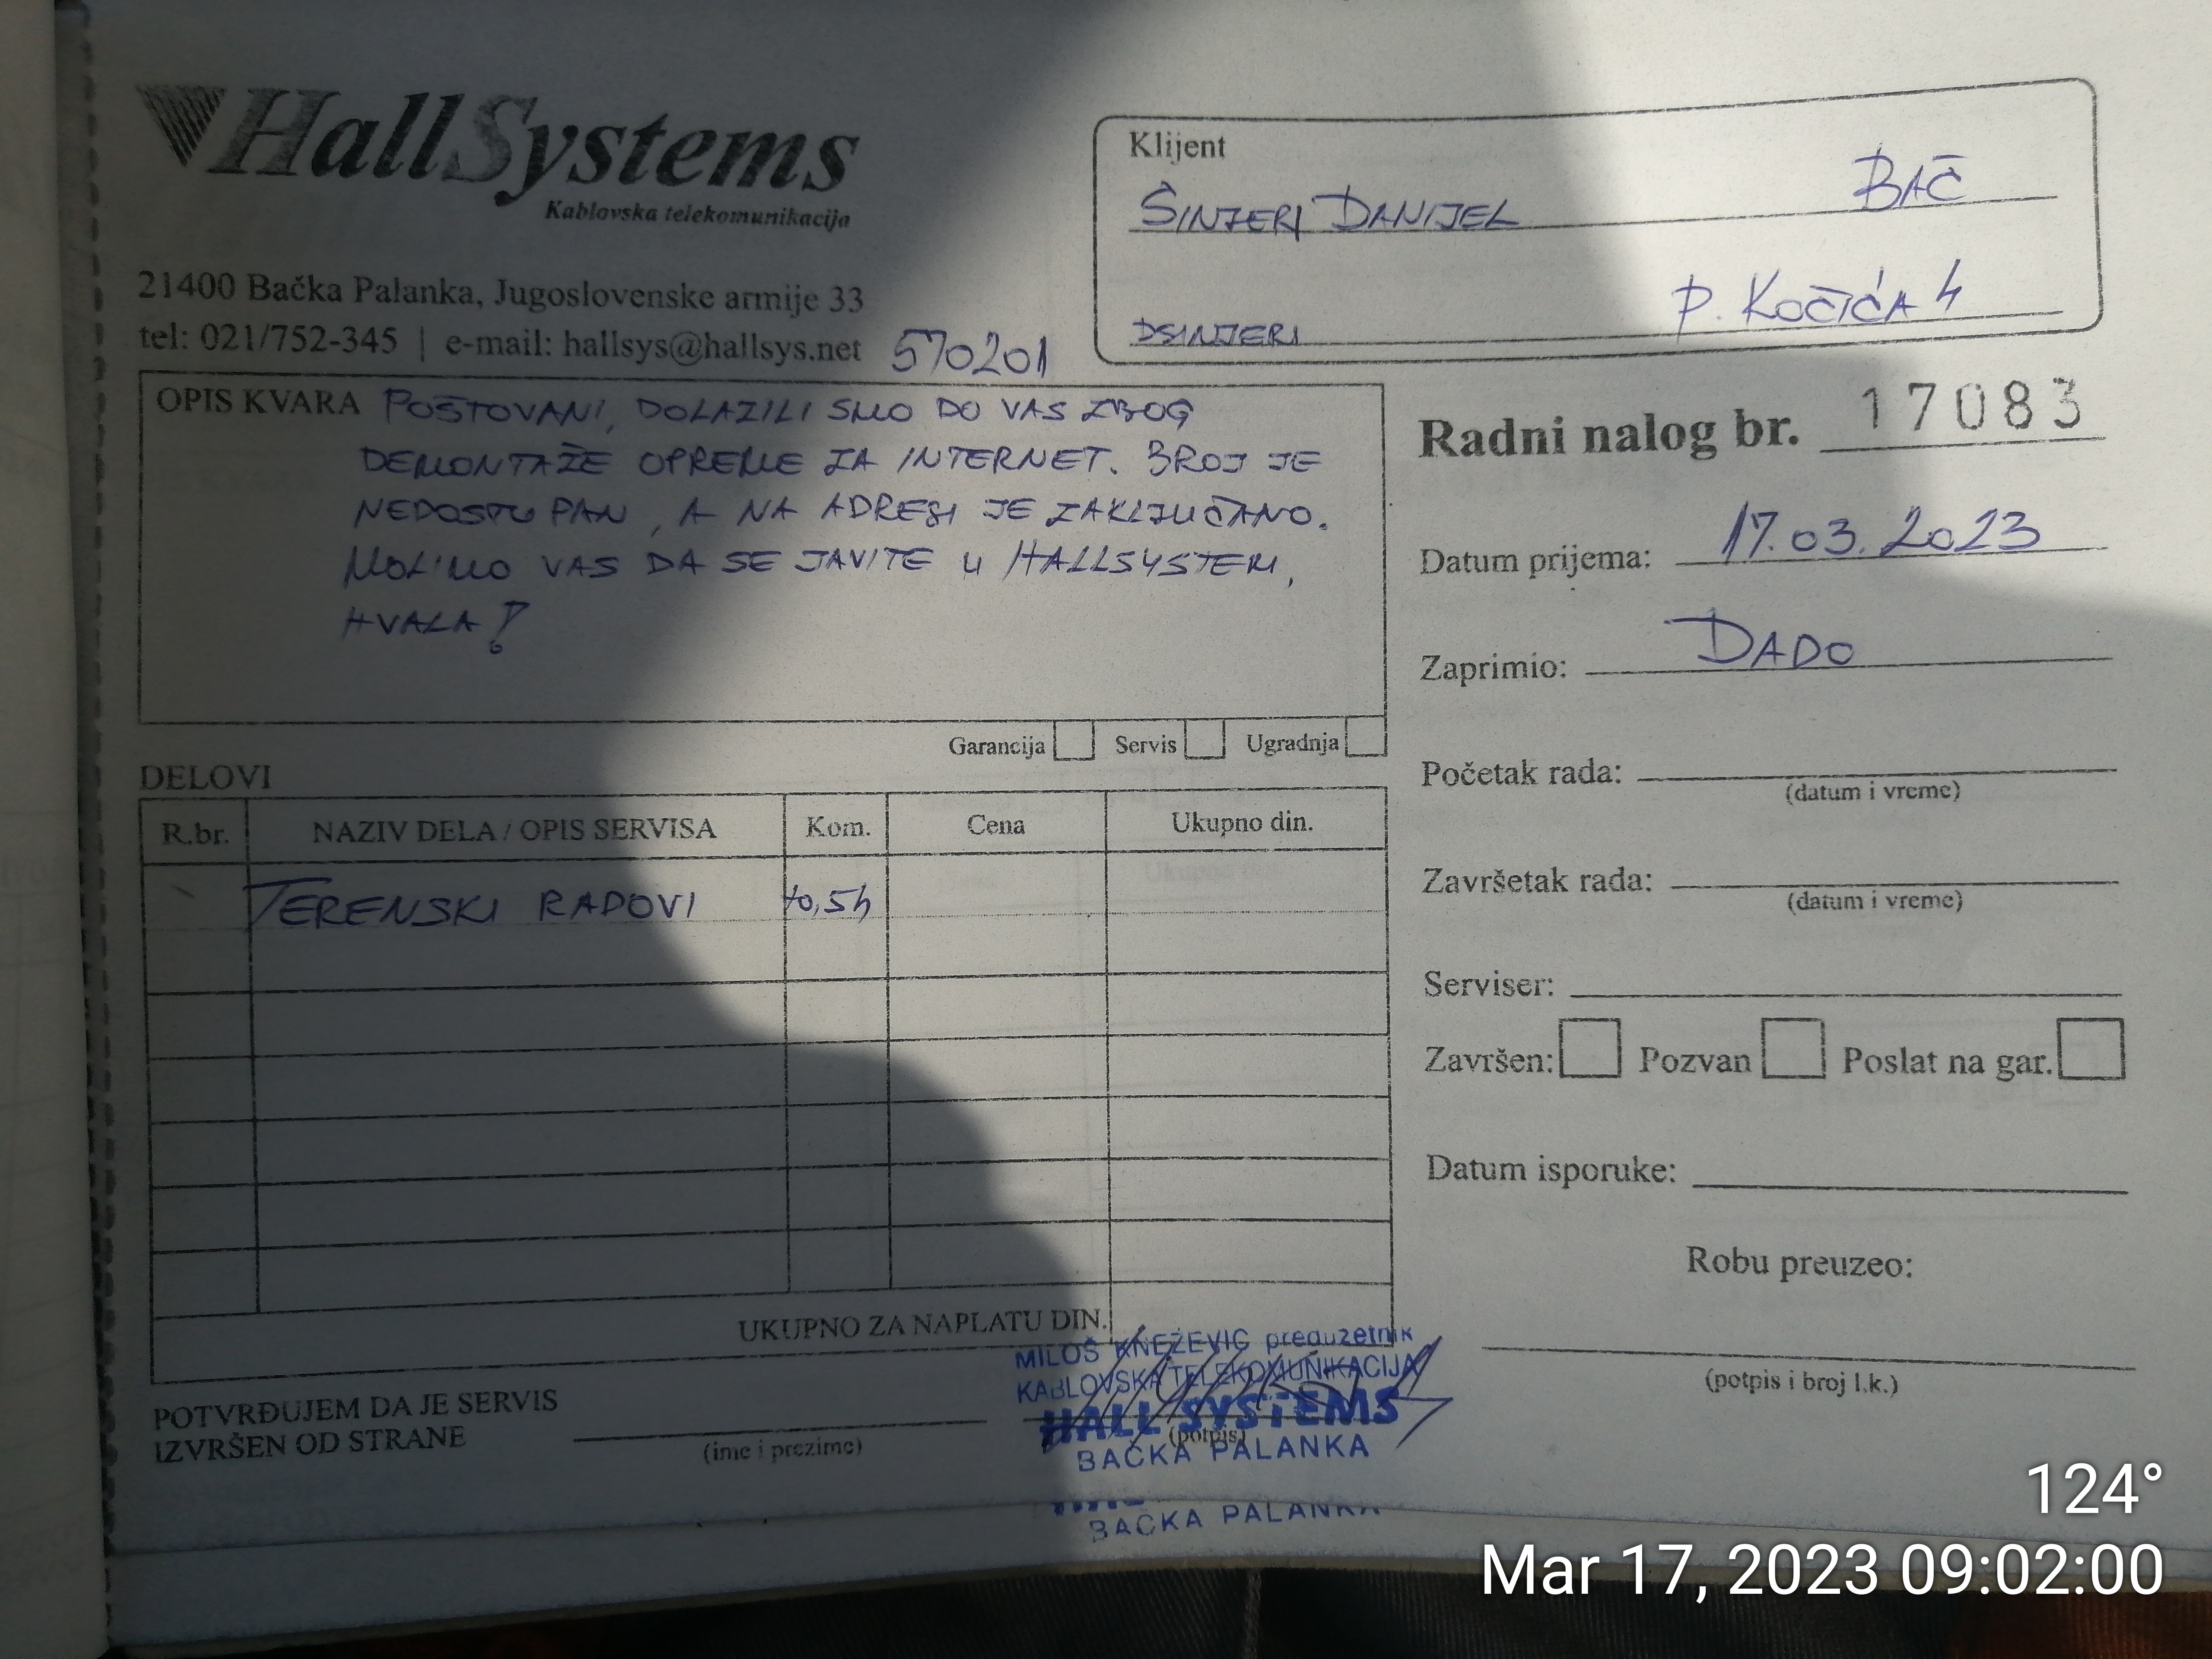 HallSystems
Kablovska telekomunikacija
21400 Bačka Palanka, Jugoslovenske armije 33
tel: 021/752-345 | e-mail: hallsys@hallsys.net 570201
Klijent
ŠINJERI DANIJEL BAČ
DSINJERI P. KOČIĆA 4
OPIS KVARA POŠTOVANI, DOLAZILI SMO DO VAS ZBOG
DEMONTAŽE OPREME ZA INTERNET. BROJ JE
NEDOSTUPAN, A NA ADRESI JE ZAKLJUČANO.
MOLIMO VAS DA SE JAVITE U HALLSYSTEM,
HVALA!
Garancija Servis Ugradnja
Radni nalog br. 17083
Datum prijema: 17.03.2023
Zaprimio: DADO
Početak rada:
(datum i vreme)
Završetak rada:
(datum i vreme)
Serviser:
Završen: Pozvan Poslat na gar.
Datum isporuke:
Robu preuzeo:
(potpis i broj l.k.)
DELOVI
R.br. NAZIV DELA / OPIS SERVISA Kom. Cena Ukupno din.
TERENSKI RADOVI 0,5h
UKUPNO ZA NAPLATU DIN.
POTVRĐUJEM DA JE SERVIS
IZVRŠEN OD STRANE
(ime i prezime)
(potpis)
MILOŠ KNEŽEVIĆ preduzetnik
KABLOVSKA TELEKOMUNIKACIJA
HALL SYSTEMS
BAČKA PALANKA
BAČKA PALANKA
124°
Mar 17, 2023 09:02:00